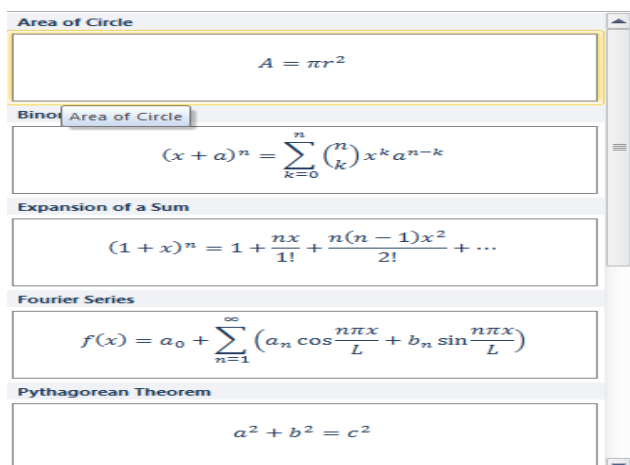 Area of Circle
A = πr²
Binor
Area of Circle
(x + a)ⁿ = ∑ₖ₌₀ⁿ (n k) xᵏaⁿ⁻ᵏ
Expansion of a Sum
(1 + x)ⁿ = 1 + nx/1! + n(n − 1)x²/2! + ⋯
Fourier Series
f(x) = a₀ + ∑ₙ₌₁^∞ (aₙ cos nπx/L + bₙ sin nπx/L)
Pythagorean Theorem
a² + b² = c²